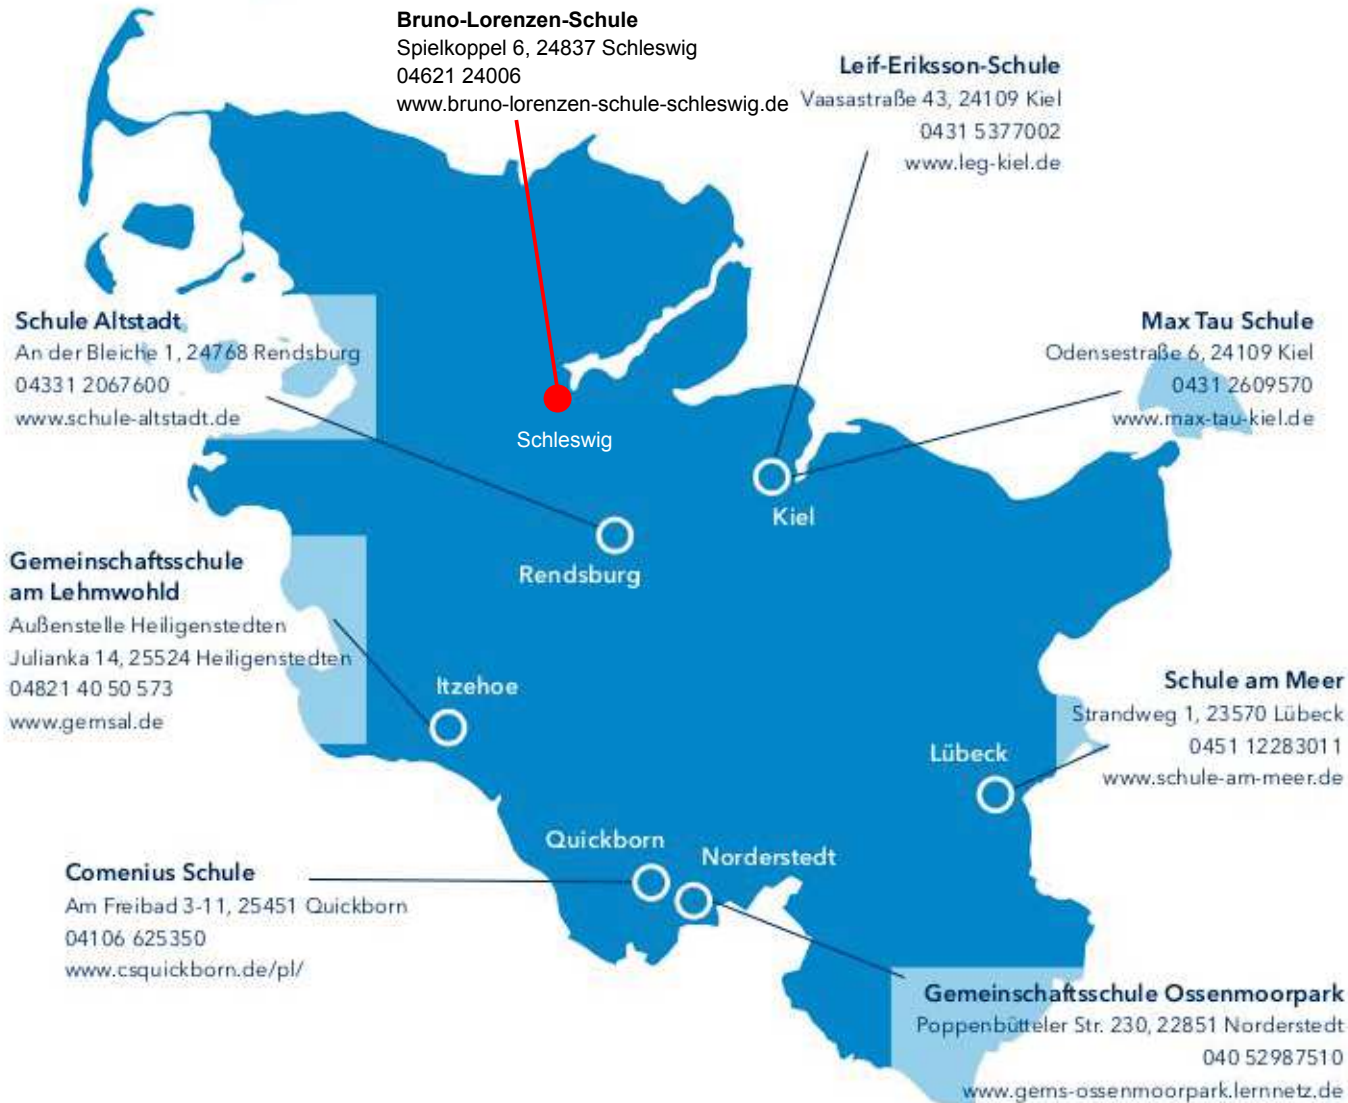 Bruno-Lorenzen-Schule
Spielkoppel 6, 24837 Schleswig
04621 24006
www.bruno-lorenzen-schule-schleswig.de
Leif-Eriksson-Schule
Vaasastraße 43, 24109 Kiel
0431 5377002
www.leg-kiel.de
Schule Altstadt
An der Bleiche 1, 24768 Rendsburg
04331 2067600
www.schule-altstadt.de
Max Tau Schule
Odensestraße 6, 24109 Kiel
0431 2609570
www.max-tau-kiel.de
Schleswig
Kiel
Rendsburg
Gemeinschaftsschule
am Lehmwohld
Außenstelle Heiligenstedten
Julianka 14, 25524 Heiligenstedten
04821 40 50 573
www.gemsal.de
Itzehoe
Schule am Meer
Strandweg 1, 23570 Lübeck
0451 12283011
www.schule-am-meer.de
Lübeck
Quickborn
Norderstedt
Comenius Schule
Am Freibad 3-11, 25451 Quickborn
04106 625350
www.csquickborn.de/pl/
Gemeinschaftsschule Ossenmoorpark
Poppenbütteler Str. 230, 22851 Norderstedt
040 52987510
www.gems-ossenmoorpark.lernnetz.de